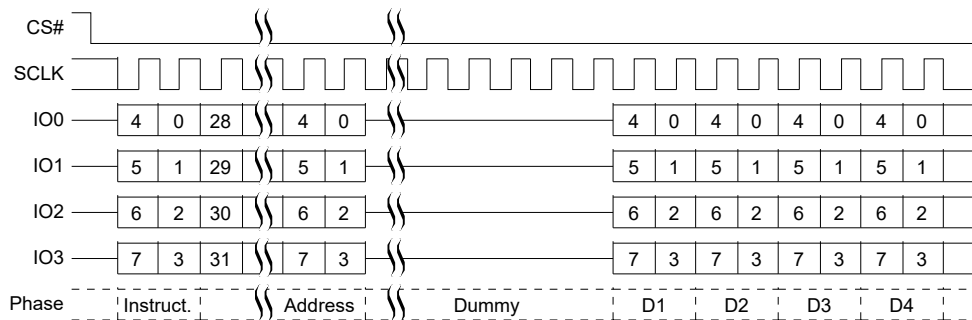 CS#
SCLK
IO0 4 0 28 4 0 4 0 4 0 4 0 4 0
IO1 5 1 29 5 1 5 1 5 1 5 1 5 1
IO2 6 2 30 6 2 6 2 6 2 6 2 6 2
IO3 7 3 31 7 3 7 3 7 3 7 3 7 3
Phase Instruct. Address Dummy D1 D2 D3 D4